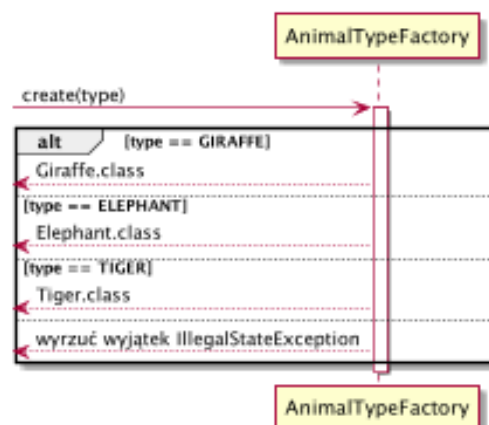 AnimalTypeFactory
create(type)
alt [type == GIRAFFE]
Giraffe.class
[type == ELEPHANT]
Elephant.class
[type == TIGER]
Tiger.class
wyrzuć wyjątek IllegalStateException
AnimalTypeFactory